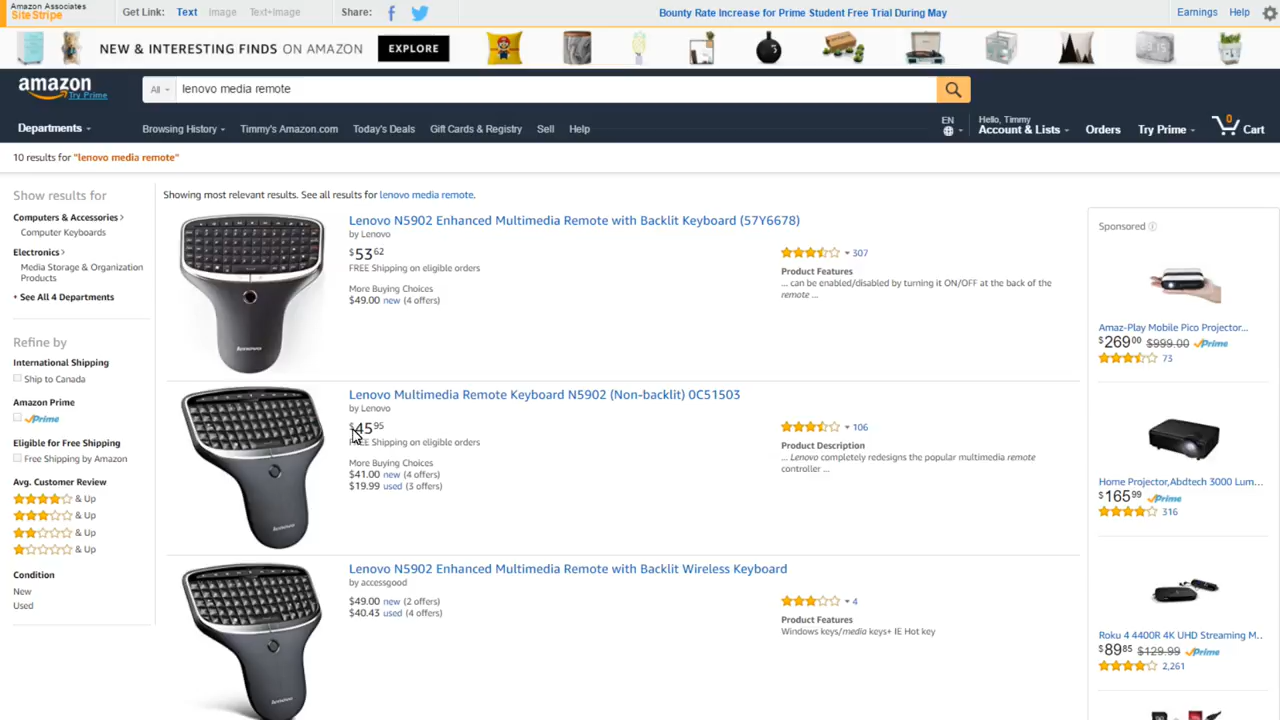 Amazon Associates
SiteStripe
Get Link: Text Image Text+Image Share:
Bounty Rate Increase for Prime Student Free Trial During May
Earnings Help
NEW & INTERESTING FINDS ON AMAZON EXPLORE
amazon
Try Prime
All lenovo media remote
Departments
Browsing History Timmy's Amazon.com Today's Deals Gift Cards & Registry Sell Help
EN
Hello, Timmy
Account & Lists Orders Try Prime 0 Cart
10 results for "lenovo media remote"
Show results for
Computers & Accessories
Computer Keyboards
Electronics
Media Storage & Organization
Products
+ See All 4 Departments
Refine by
International Shipping
Ship to Canada
Amazon Prime
Prime
Eligible for Free Shipping
Free Shipping by Amazon
Avg. Customer Review
& Up
& Up
& Up
& Up
Condition
New
Used
Showing most relevant results. See all results for lenovo media remote.
Lenovo N5902 Enhanced Multimedia Remote with Backlit Keyboard (57Y6678)
by Lenovo
$53 62
FREE Shipping on eligible orders
More Buying Choices
$49.00 new (4 offers)
307
Product Features
... can be enabled/disabled by turning it ON/OFF at the back of the
remote ...
Lenovo Multimedia Remote Keyboard N5902 (Non-backlit) 0C51503
by Lenovo
$45 95
FREE Shipping on eligible orders
More Buying Choices
$41.00 new (4 offers)
$19.99 used (3 offers)
106
Product Description
... Lenovo completely redesigns the popular multimedia remote
controller ...
Lenovo N5902 Enhanced Multimedia Remote with Backlit Wireless Keyboard
by accessgood
$49.00 new (2 offers)
$40.43 used (4 offers)
4
Product Features
Windows keys/media keys+ IE Hot key
Sponsored
Amaz-Play Mobile Pico Projector...
$269 00 $999.00 Prime
73
Home Projector,Abdtech 3000 Lum...
$165 99 Prime
316
Roku 4 4400R 4K UHD Streaming M..
$89 85 $129.99 Prime
2,261
lenovo
lenovo
lenovo